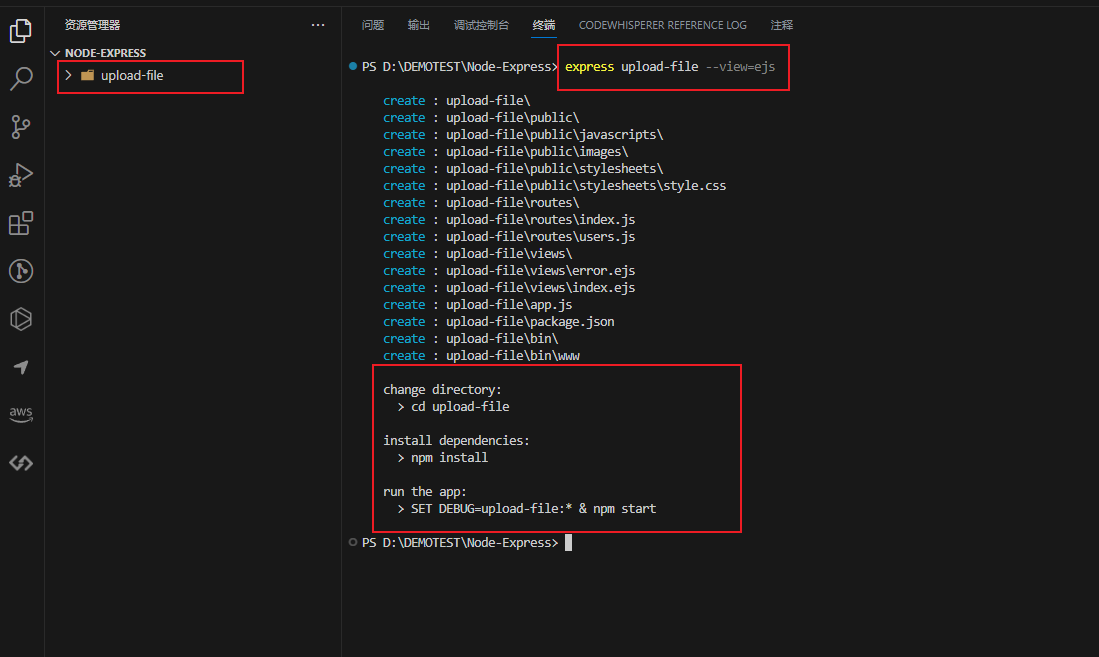 资源管理器
···
NODE-EXPRESS
upload-file
aws
问题 输出 调试控制台 终端 CODEWHISPERER REFERENCE LOG 注释
PS D:\DEMOTEST\Node-Express> express upload-file --view=ejs
create : upload-file\
create : upload-file\public\
create : upload-file\public\javascripts\
create : upload-file\public\images\
create : upload-file\public\stylesheets\
create : upload-file\public\stylesheets\style.css
create : upload-file\routes\
create : upload-file\routes\index.js
create : upload-file\routes\users.js
create : upload-file\views\
create : upload-file\views\error.ejs
create : upload-file\views\index.ejs
create : upload-file\app.js
create : upload-file\package.json
create : upload-file\bin\
create : upload-file\bin\www
change directory:
> cd upload-file
install dependencies:
> npm install
run the app:
> SET DEBUG=upload-file:* & npm start
PS D:\DEMOTEST\Node-Express>